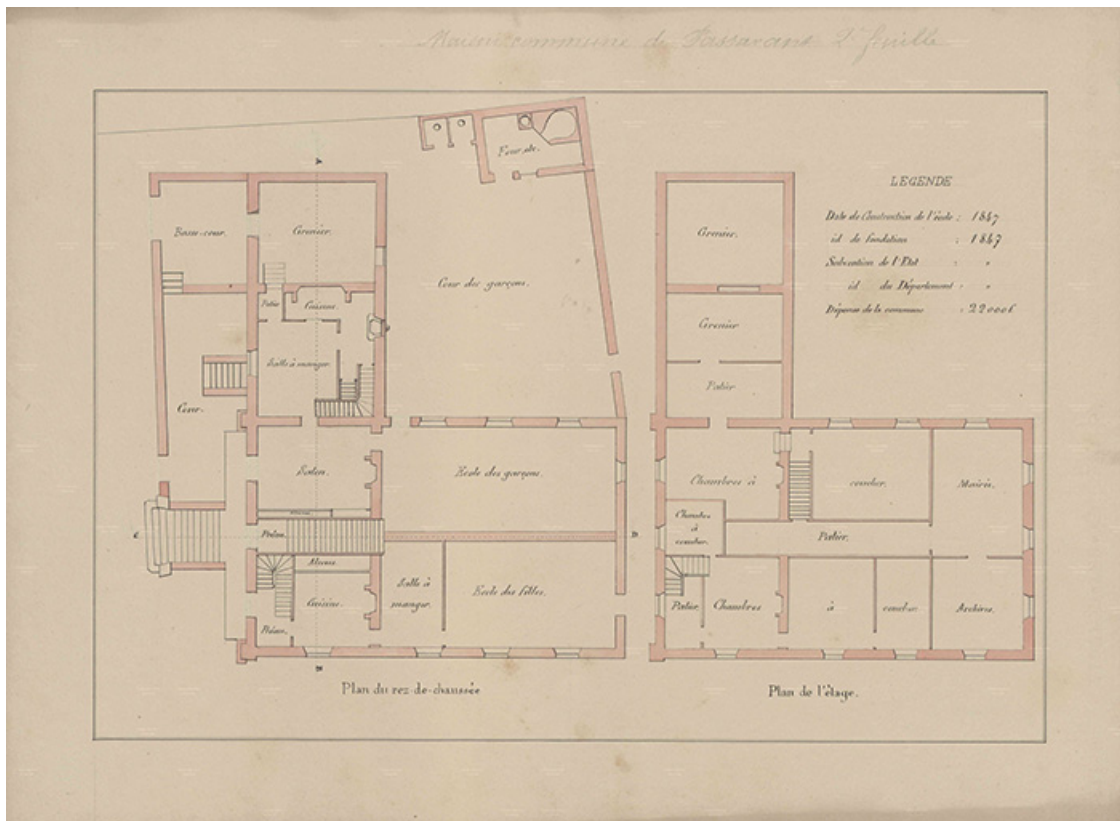 Maison commune de Passavant 2e feuille
LEGENDE
Date de Construction de l'école : 1847
id de fondation : 1847
Subvention de l'Etat : "
id du Département : "
Dépense de la commune : 22000f
Four etc.
Basse-cour.
Grenier.
Cour des garçons.
Palier
Cuisine.
Salle à manger.
Cour.
Salon.
Ecole des garçons.
Palier.
Cuisine.
Salle à
manger.
Ecole des filles.
A
B
C
D
Plan du rez-de-chaussée
Grenier.
Grenier
Palier
Chambres à
coucher.
Mairie.
Chambre
à
coucher.
Palier.
Palier
Chambres
à
coucher
Archives.
Plan de l'étage.